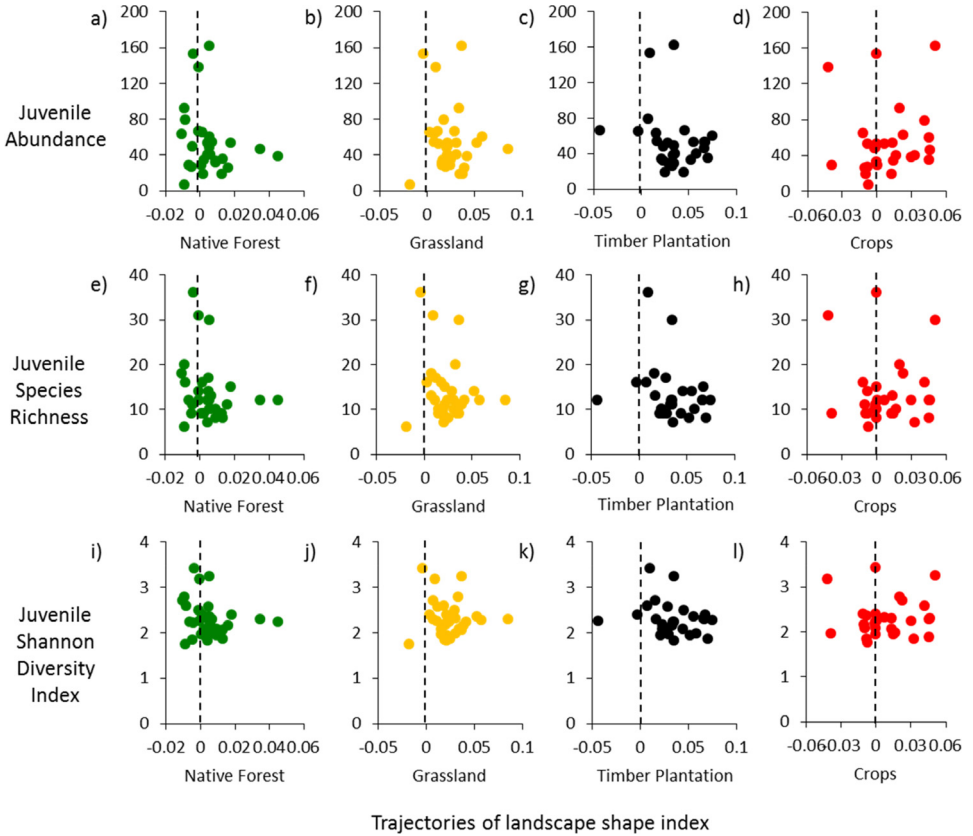 a) b) c) d)
200 200 200 200
160 160 160 160
120 120 120 120
Juvenile
Abundance
80 80 80 80
40 40 40 40
0 0 0 0
-0.02 0 0.02 0.04 0.06 -0.05 0 0.05 0.1 -0.05 0 0.05 0.1 -0.06 -0.03 0 0.03 0.06
Native Forest Grassland Timber Plantation Crops
e) f) g) h)
40 40 40 40
30 30 30 30
Juvenile
Species
Richness
20 20 20 20
10 10 10 10
0 0 0 0
-0.02 0 0.02 0.04 0.06 -0.05 0 0.05 0.1 -0.05 0 0.05 0.1 -0.06 -0.03 0 0.03 0.06
Native Forest Grassland Timber Plantation Crops
i) j) k) l)
4 4 4 4
3 3 3 3
Juvenile
Shannon
Diversity
Index
2 2 2 2
1 1 1 1
0 0 0 0
-0.02 0 0.02 0.04 0.06 -0.05 0 0.05 0.1 -0.05 0 0.05 0.1 -0.06 -0.03 0 0.03 0.06
Native Forest Grassland Timber Plantation Crops
Trajectories of landscape shape index